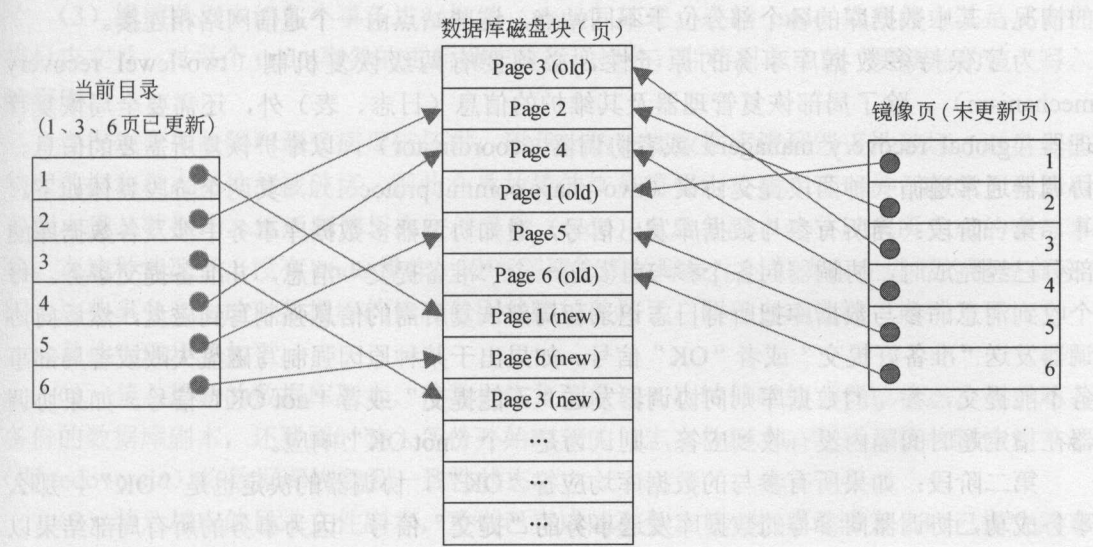 数据库磁盘块(页)
当前目录
(1、3、6页已更新)
1
2
3
4
5
6
Page 3 (old)
Page 2
Page 4
Page 1 (old)
Page 5
Page 6 (old)
Page 1 (new)
Page 6 (new)
Page 3 (new)
…
…
…
镜像页(未更新页)
1
2
3
4
5
6